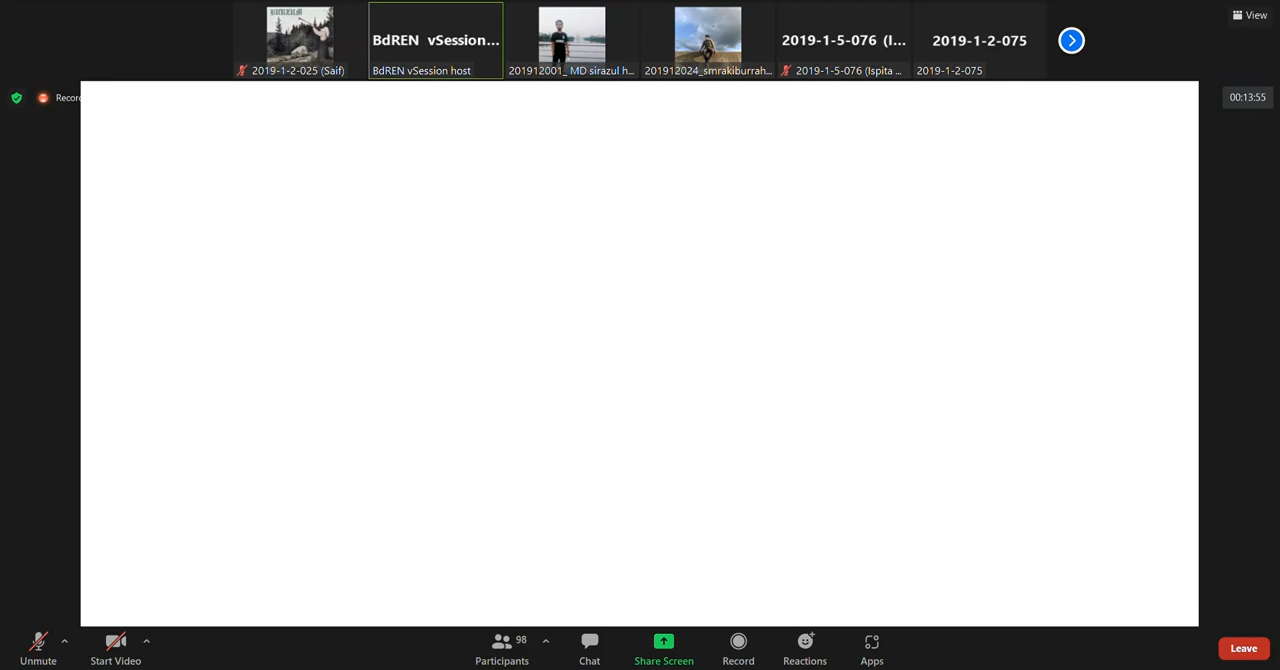 View
BdREN vSession...
2019-1-5-076 (I...
2019-1-2-075
2019-1-2-025 (Saif)
BdREN vSession host
201912001_ MD sirazul h...
201912024_smrakiburrah...
2019-1-5-076 (Ispita ...
2019-1-2-075
Record
00:13:55
98
Unmute
Start Video
Participants
Chat
Share Screen
Record
Reactions
Apps
Leave